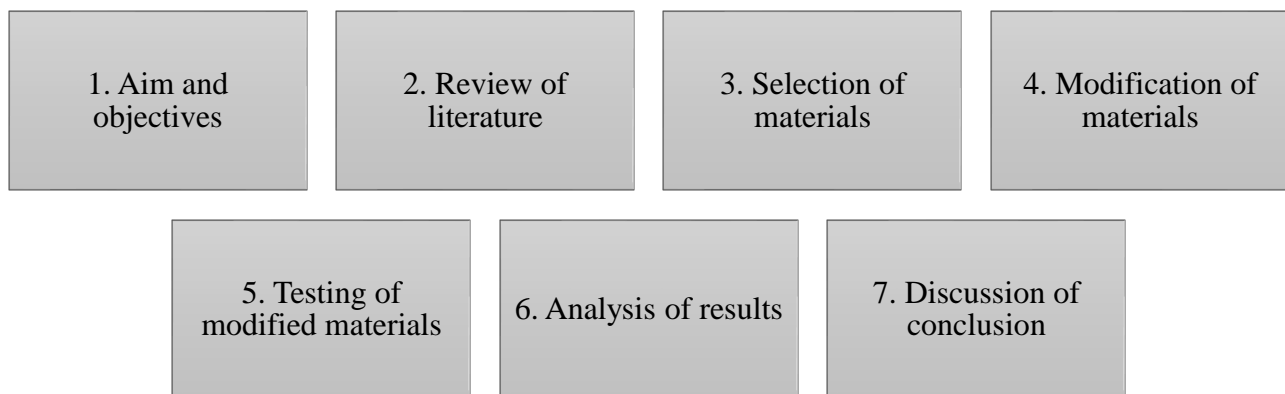 1. Aim and
objectives
2. Review of
literature
3. Selection of
materials
4. Modification of
materials
5. Testing of
modified materials
6. Analysis of results
7. Discussion of
conclusion